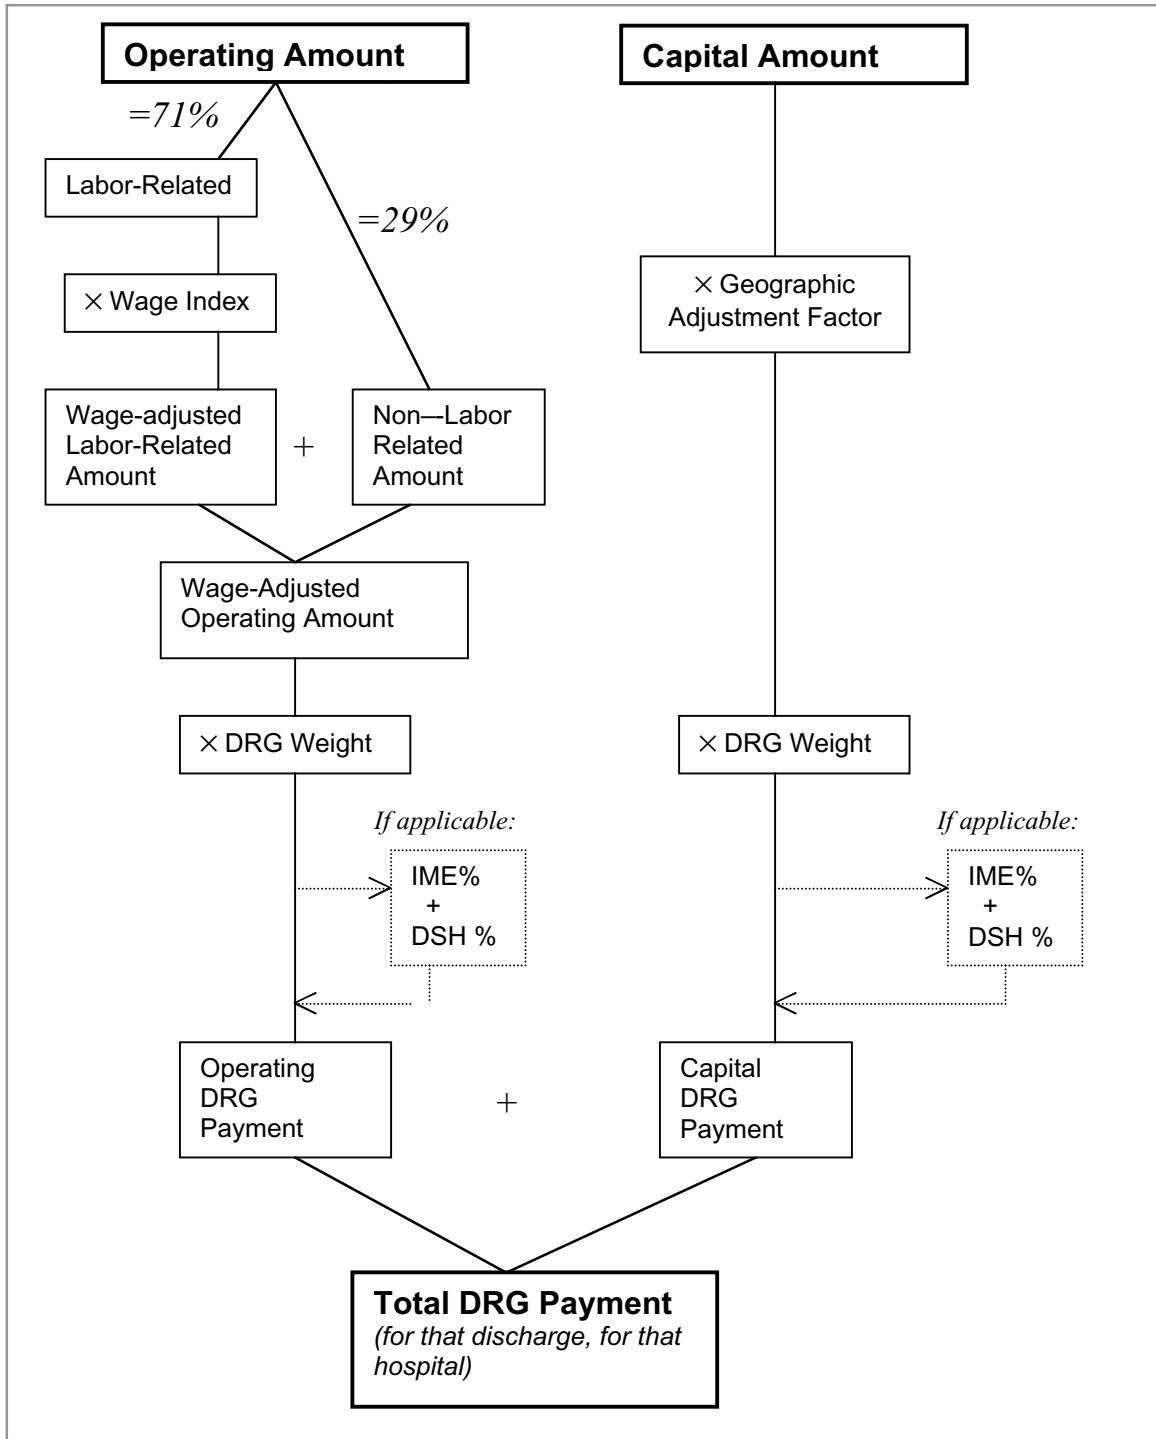 Operating Amount
Capital Amount
=71%
Labor-Related
=29%
× Wage Index
× Geographic
Adjustment Factor
Wage-adjusted
Labor-Related
Amount
+
Non–-Labor
Related
Amount
Wage-Adjusted
Operating Amount
× DRG Weight
× DRG Weight
If applicable:
IME%
+
DSH %
If applicable:
IME%
+
DSH %
Operating
DRG
Payment
+
Capital
DRG
Payment
Total DRG Payment
(for that discharge, for that
hospital)